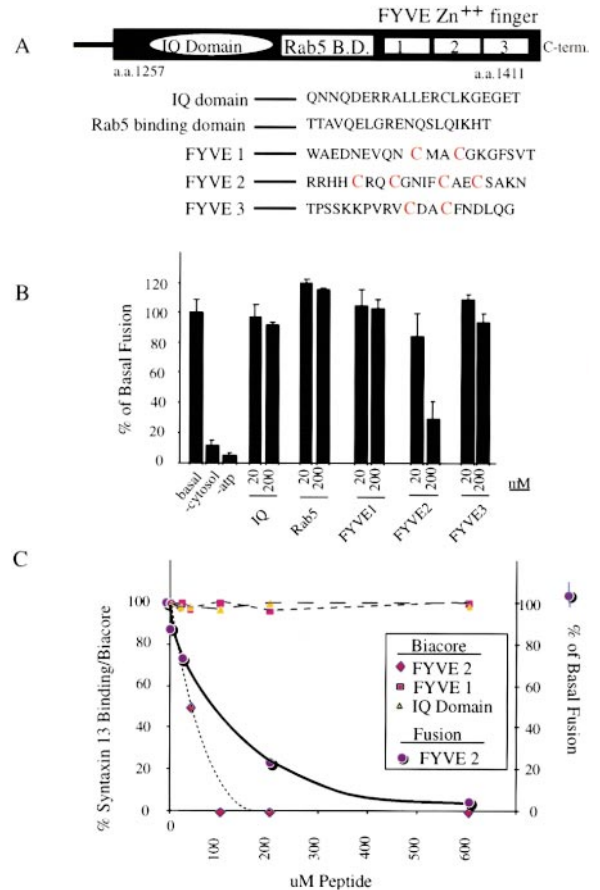 A
FYVE Zn++ finger
IQ Domain
Rab5 B.D.
1
2
3
C-term.
a.a.1257
a.a.1411
IQ domain QNNQDERRALLERCLKGEGET
Rab5 binding domain TTAVQELGRENQSLQIKHT
FYVE 1 WAEDNEVQN C MA CGKGFSVT
FYVE 2 RRHH CRQ CGNIF CAE CSAKN
FYVE 3 TPSSKKPVRV CDA CFNDLQG
B
% of Basal Fusion
120
100
80
60
40
20
0
basal
-cytosol
-atp
20 200 20 200 20 200 20 200 20 200 uM
IQ
Rab5
FYVE1
FYVE2
FYVE3
C
% Syntaxin 13 Binding/Biacore
100
80
60
40
20
0
Biacore
FYVE 2
FYVE 1
IQ Domain
Fusion
FYVE 2
100
80
60
40
20
0
% of Basal Fusion
0 100 200 300 400 500 600
uM Peptide